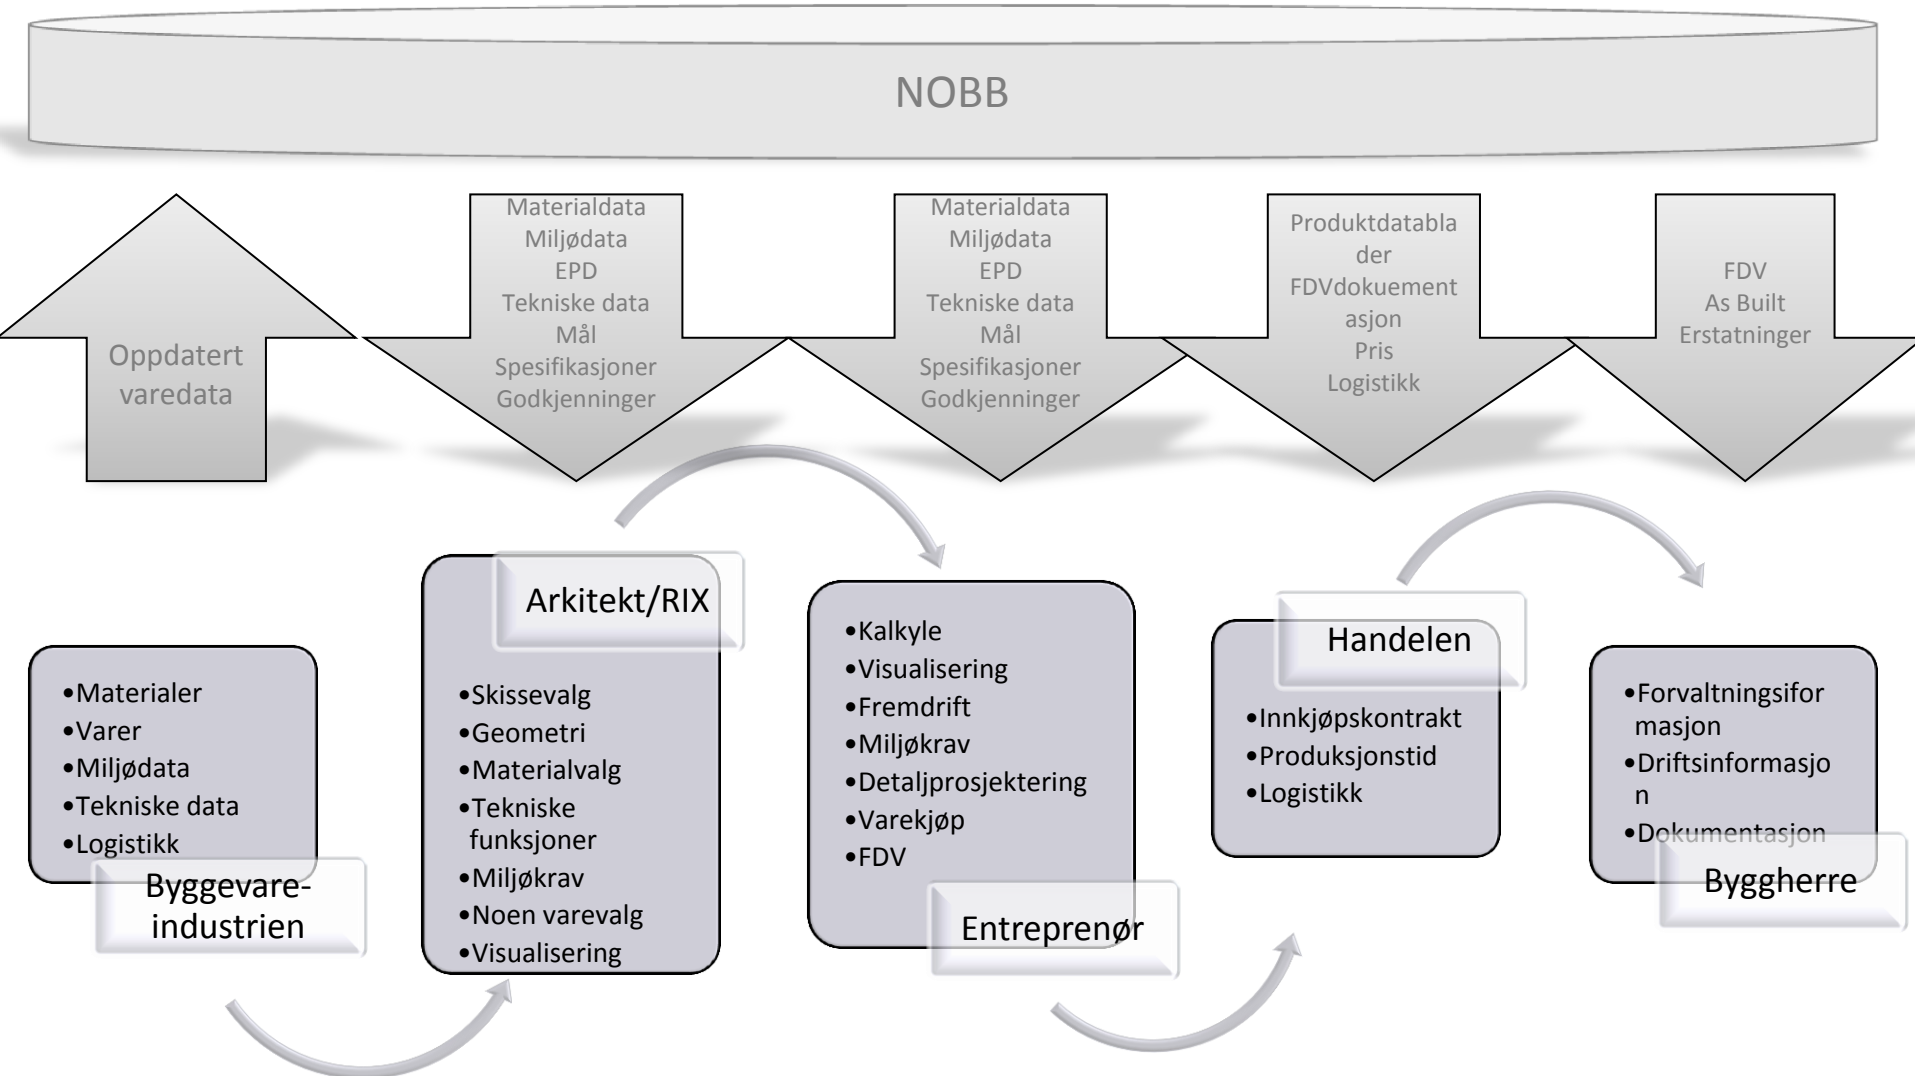 NOBB
Oppdatert
varedata
Materialdata
Miljødata
EPD
Tekniske data
Mål
Spesifikasjoner
Godkjenninger
Materialdata
Miljødata
EPD
Tekniske data
Mål
Spesifikasjoner
Godkjenninger
Produktdatabla
der
FDVdokuement
asjon
Pris
Logistikk
FDV
As Built
Erstatninger
•Materialer
•Varer
•Miljødata
•Tekniske data
•Logistikk
Byggevare-
industrien
Arkitekt/RIX
•Skissevalg
•Geometri
•Materialvalg
•Tekniske
funksjoner
•Miljøkrav
•Noen varevalg
•Visualisering
•Kalkyle
•Visualisering
•Fremdrift
•Miljøkrav
•Detaljprosjektering
•Varekjøp
•FDV
Entreprenør
Handelen
•Innkjøpskontrakt
•Produksjonstid
•Logistikk
•Forvaltningsifor
masjon
•Driftsinformasjo
n
•Dokumentasjon
Byggherre